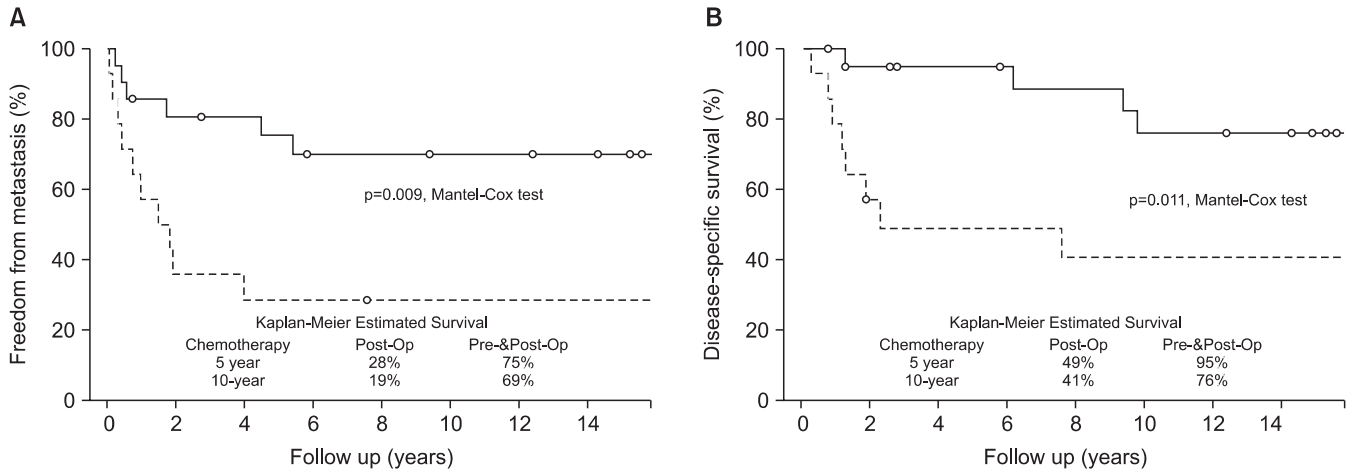 A
Freedom from metastasis (%)
100
80
60
40
20
0
p=0.009, Mantel-Cox test
Kaplan-Meier Estimated Survival
Chemotherapy Post-Op Pre-&Post-Op
5 year 28% 75%
10-year 19% 69%
0 2 4 6 8 10 12 14
Follow up (years)
B
Disease-specific survival (%)
100
80
60
40
20
0
p=0.011, Mantel-Cox test
Kaplan-Meier Estimated Survival
Chemotherapy Post-Op Pre-&Post-Op
5 year 49% 95%
10-year 41% 76%
0 2 4 6 8 10 12 14
Follow up (years)